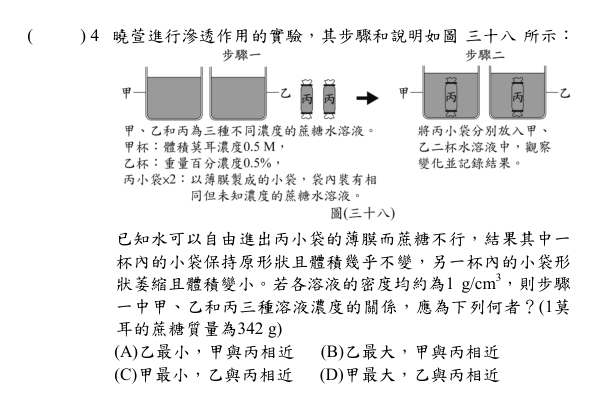 (　　) 4 曉萱進行滲透作用的實驗，其步驟和說明如圖 三十八 所示：
步驟一
步驟二
甲
乙
丙
丙
甲
丙
丙
乙
甲、乙和丙為三種不同濃度的蔗糖水溶液。
甲杯：體積莫耳濃度0.5 M，
乙杯：重量百分濃度0.5%，
丙小袋x2：以薄膜製成的小袋，袋內裝有相
同但未知濃度的蔗糖水溶液。
將丙小袋分別放入甲、
乙二杯水溶液中，觀察
變化並記錄結果。
圖(三十八)
已知水可以自由進出丙小袋的薄膜而蔗糖不行，結果其中一
杯內的小袋保持原形狀且體積幾乎不變，另一杯內的小袋形
狀萎縮且體積變小。若各溶液的密度均約為1 g/cm³，則步驟
一中甲、乙和丙三種溶液濃度的關係，應為下列何者？(1莫
耳的蔗糖質量為342 g)
(A)乙最小，甲與丙相近　(B)乙最大，甲與丙相近
(C)甲最小，乙與丙相近　(D)甲最大，乙與丙相近